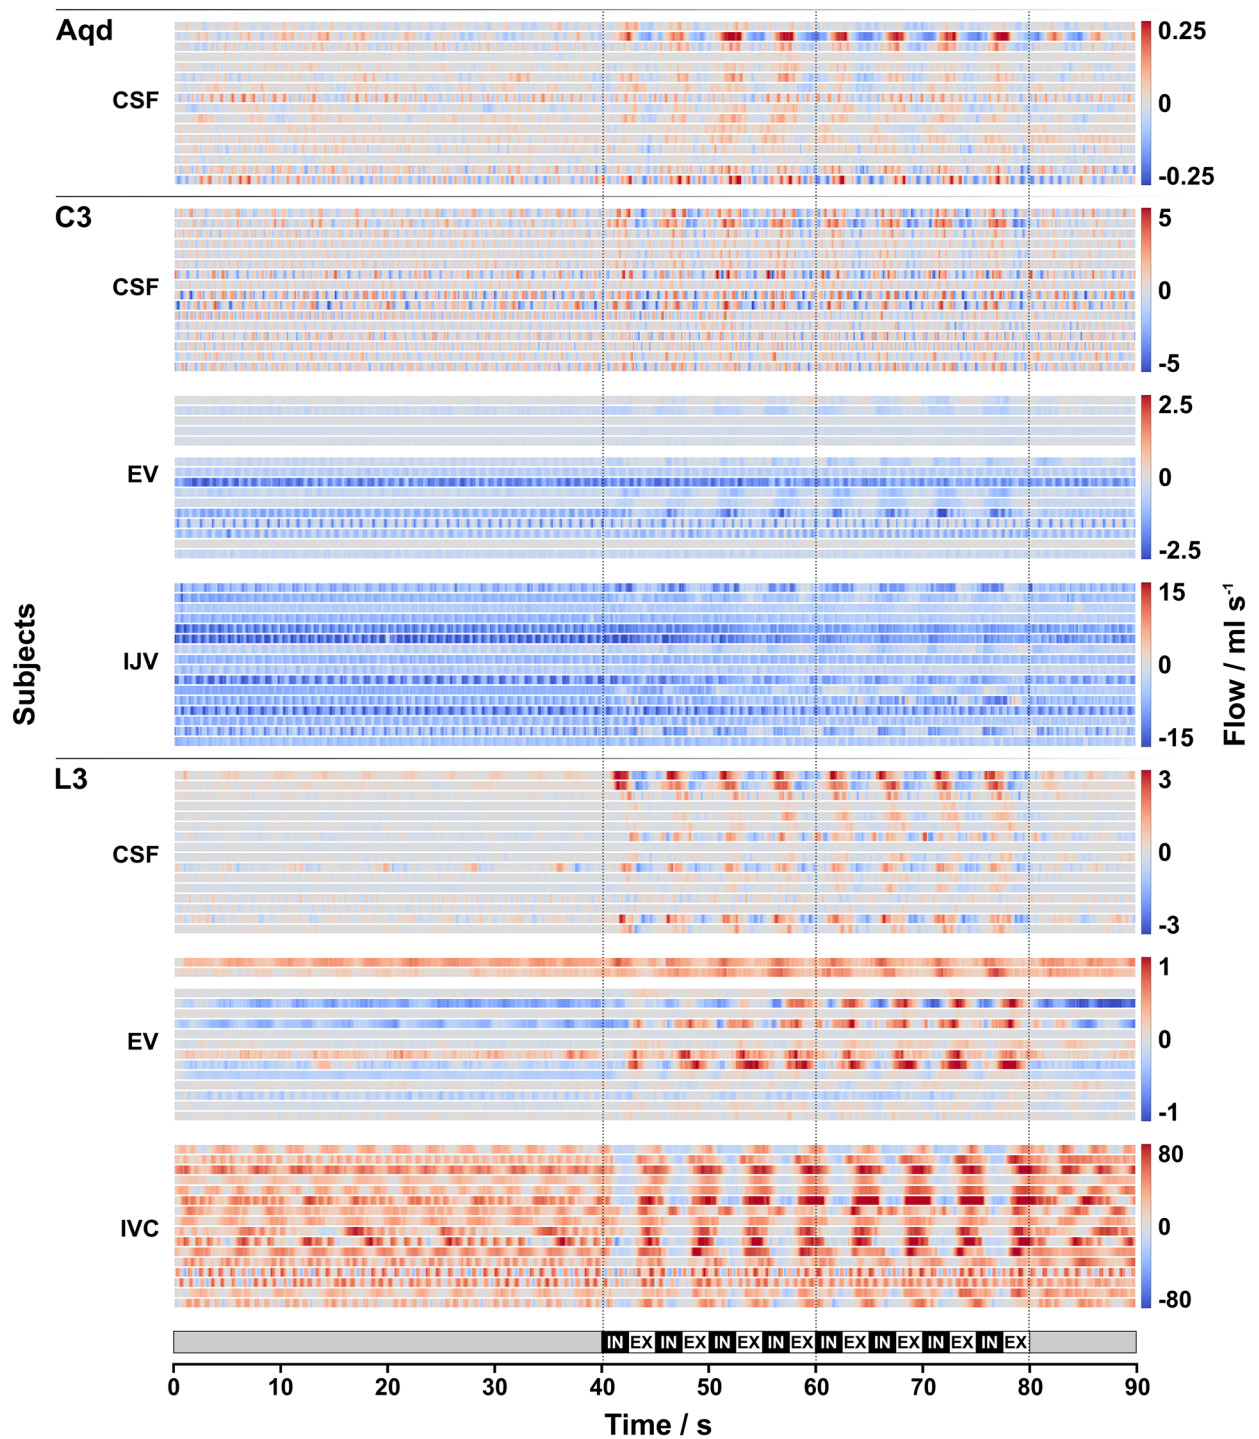 Aqd
CSF
0.25
0
-0.25
C3
CSF
5
0
-5
EV
2.5
0
-2.5
IJV
15
0
-15
Subjects
Flow / ml s⁻¹
L3
CSF
3
0
-3
EV
1
0
-1
IVC
80
0
-80
IN EX IN EX IN EX IN EX IN EX IN EX IN EX IN EX
0 10 20 30 40 50 60 70 80 90
Time / s